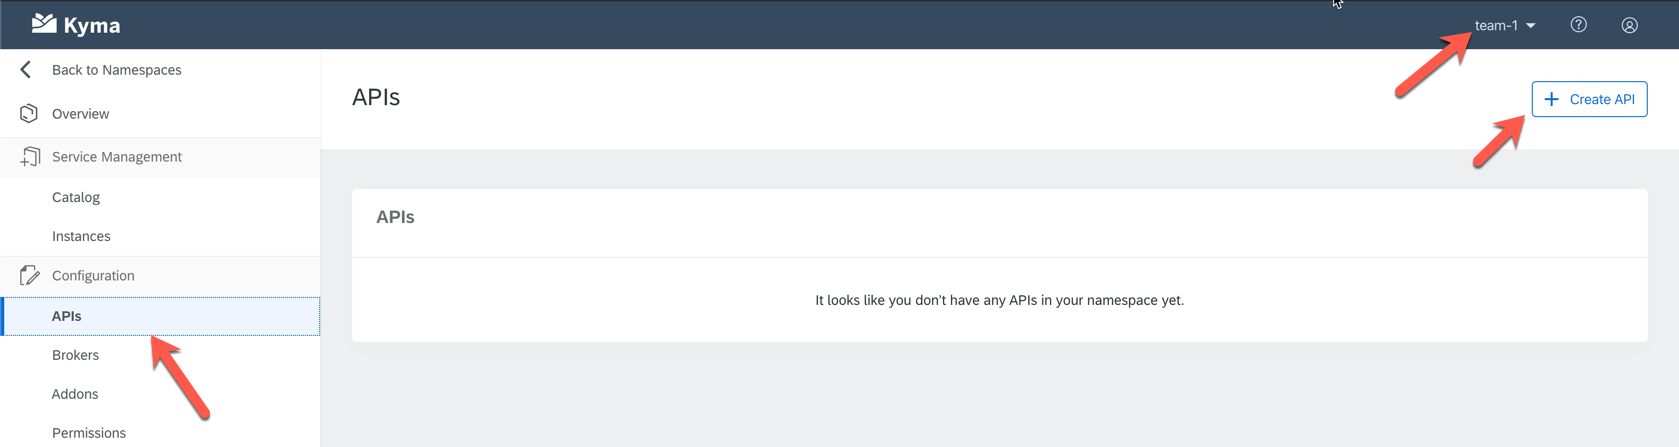 Kyma
team-1
Back to Namespaces
Overview
Service Management
Catalog
Instances
Configuration
APIs
Brokers
Addons
Permissions
APIs
+ Create API
APIs
It looks like you don't have any APIs in your namespace yet.